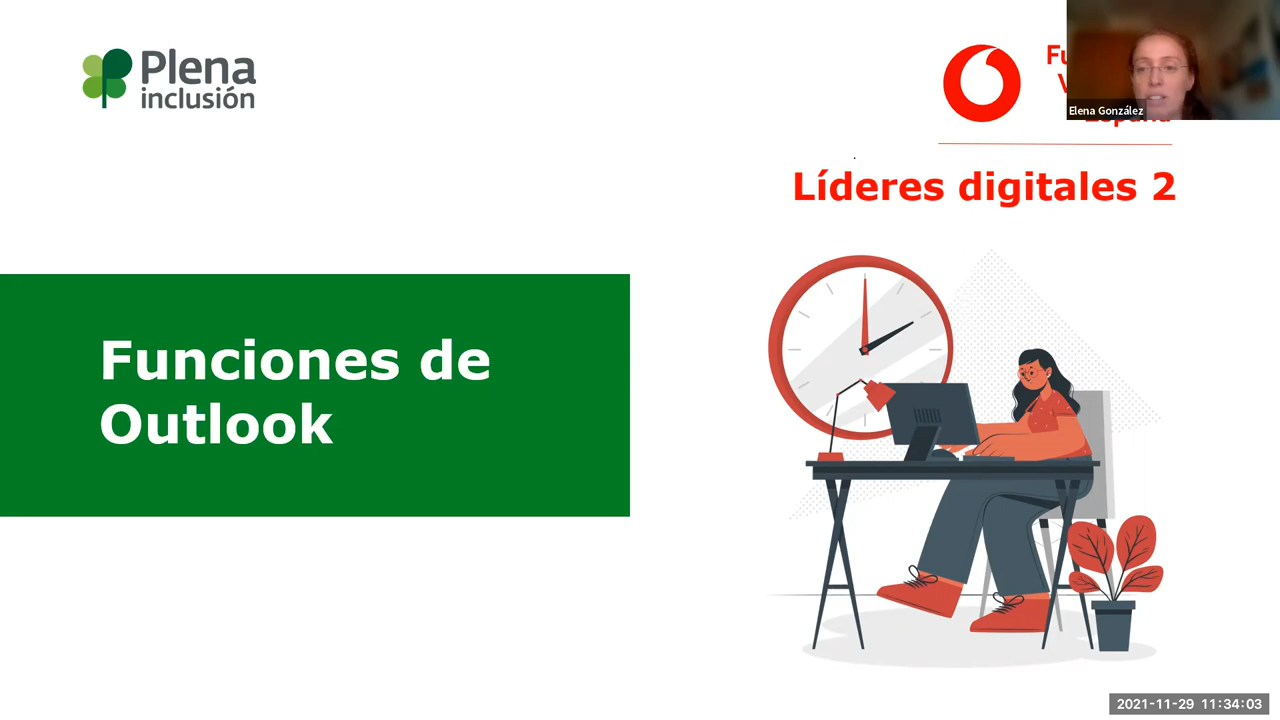 Plena
inclusión
Elena González
Líderes digitales 2
Funciones de
Outlook
2021-11-29 11:34:03